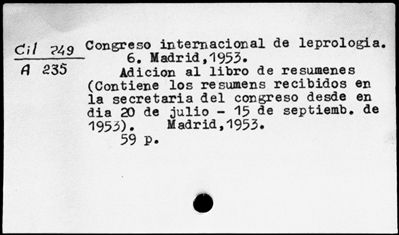 Cil 249
A 235
Congreso internacional de leprologia.
6. Madrid,1953.
Adicion al libro de resumenes
(Contiene los resumens recibidos en
la secretaria del congreso desde en
dia 20 de julio - 15 de septiemb. de
1953). Madrid,1953.
59 p.